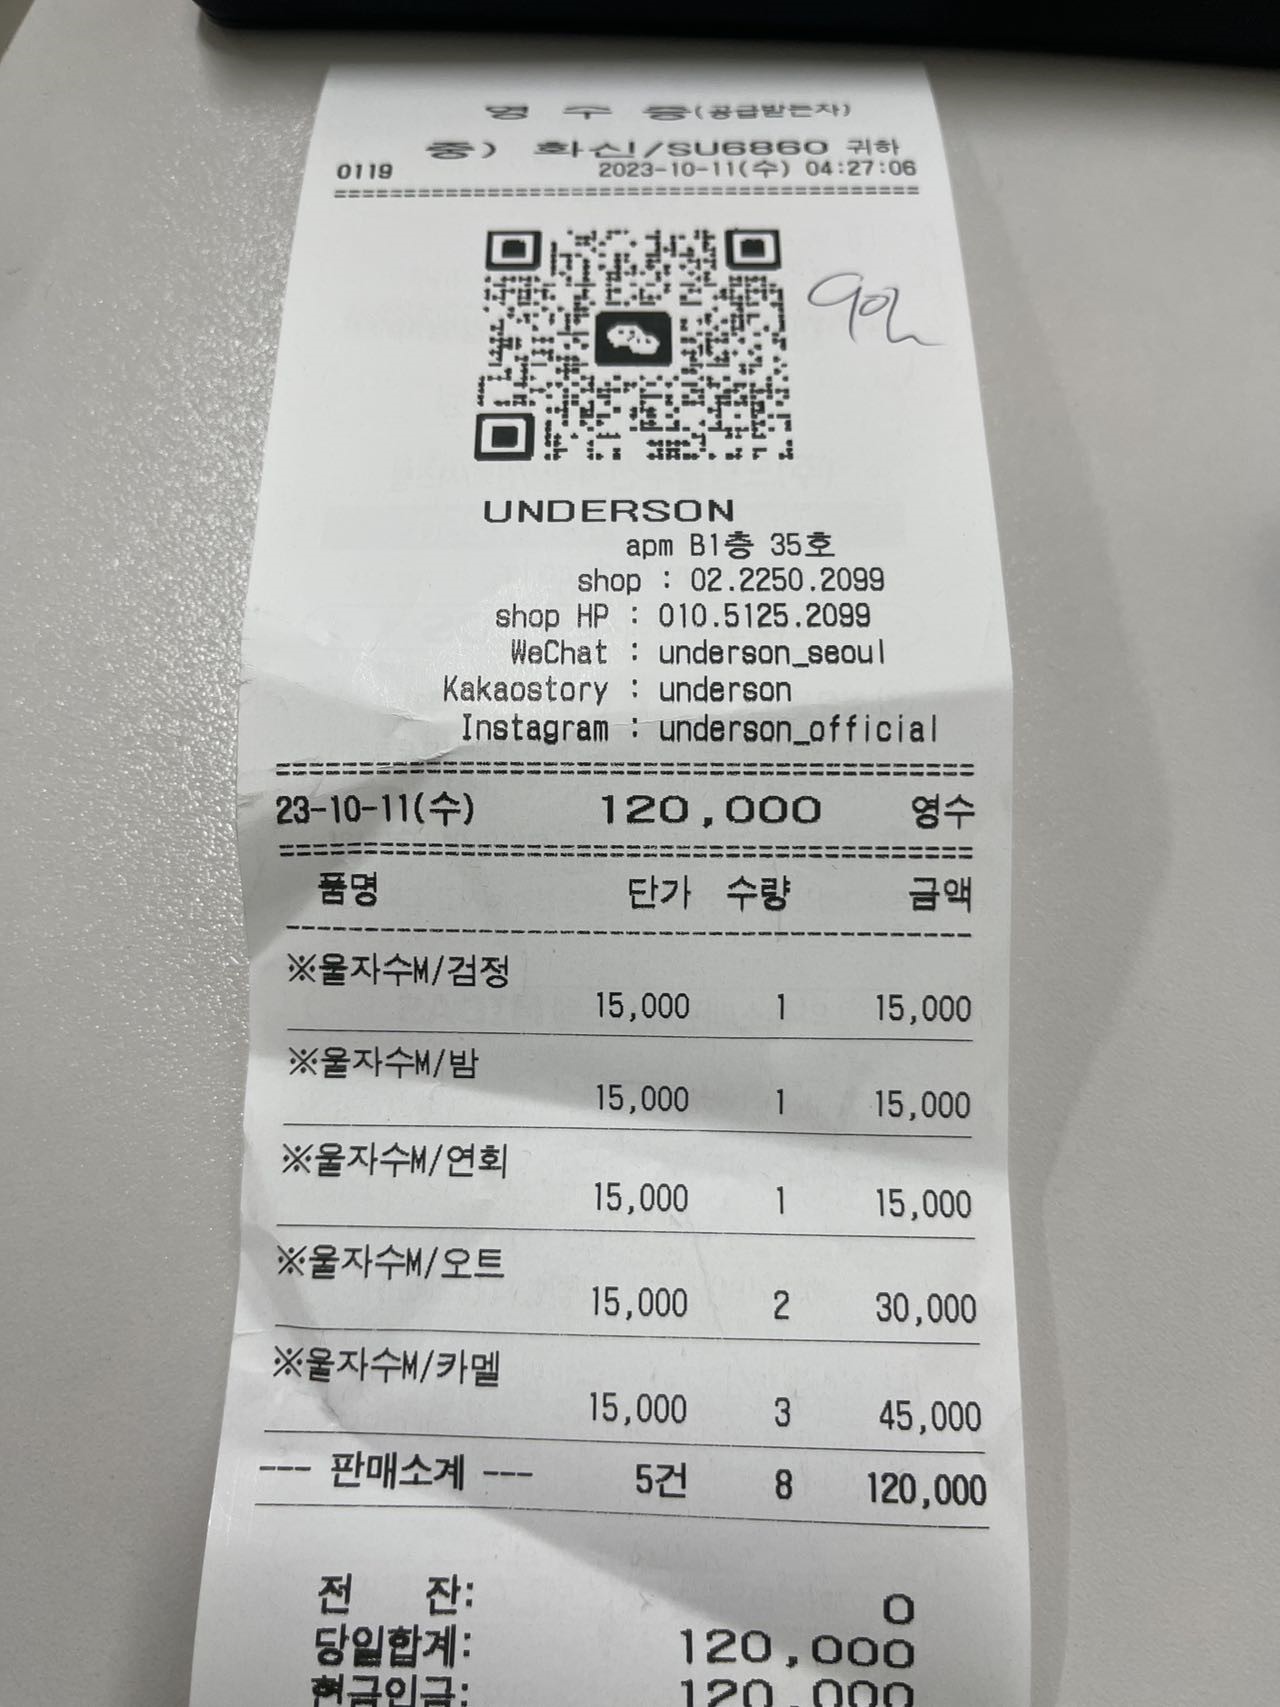 영 수 증(공급받는자)
중) 화신/SU6860 귀하
0119 2023-10-11(수) 04:27:06
UNDERSON
apm B1층 35호
shop : 02.2250.2099
shop HP : 010.5125.2099
WeChat : underson_seoul
Kakaostory : underson
Instagram : underson_official
23-10-11(수) 120,000 영수
품명 단가 수량 금액
※울자수M/검정
15,000 1 15,000
※울자수M/밤
15,000 1 15,000
※울자수M/연회
15,000 1 15,000
※울자수M/오트
15,000 2 30,000
※울자수M/카멜
15,000 3 45,000
--- 판매소계 --- 5건 8 120,000
전 잔: 0
당일합계: 120,000
현금입금: 120,000